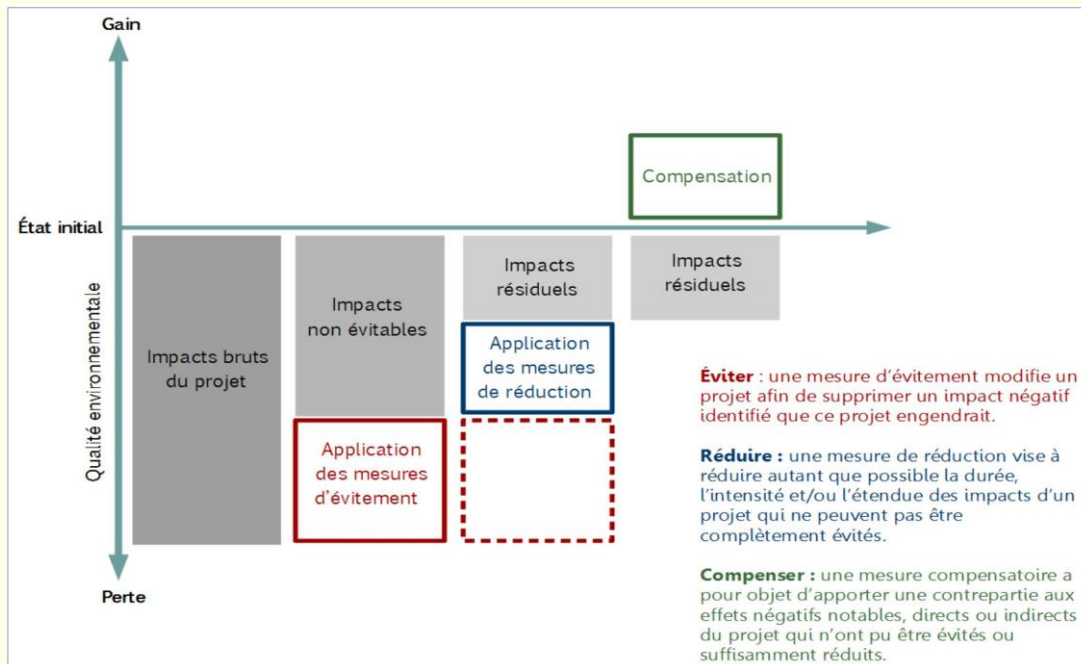 Gain
Compensation
État initial
Qualité environnementale
Impacts bruts
du projet
Impacts
non évitables
Application
des mesures
d'évitement
Impacts
résiduels
Application
des mesures
de réduction
Impacts
résiduels
Perte
Éviter : une mesure d'évitement modifie un
projet afin de supprimer un impact négatif
identifié que ce projet engendrait.
Réduire : une mesure de réduction vise à
réduire autant que possible la durée,
l'intensité et/ou l'étendue des impacts d'un
projet qui ne peuvent pas être
complètement évités.
Compenser : une mesure compensatoire a
pour objet d'apporter une contrepartie aux
effets négatifs notables, directs ou indirects
du projet qui n'ont pu être évités ou
suffisamment réduits.